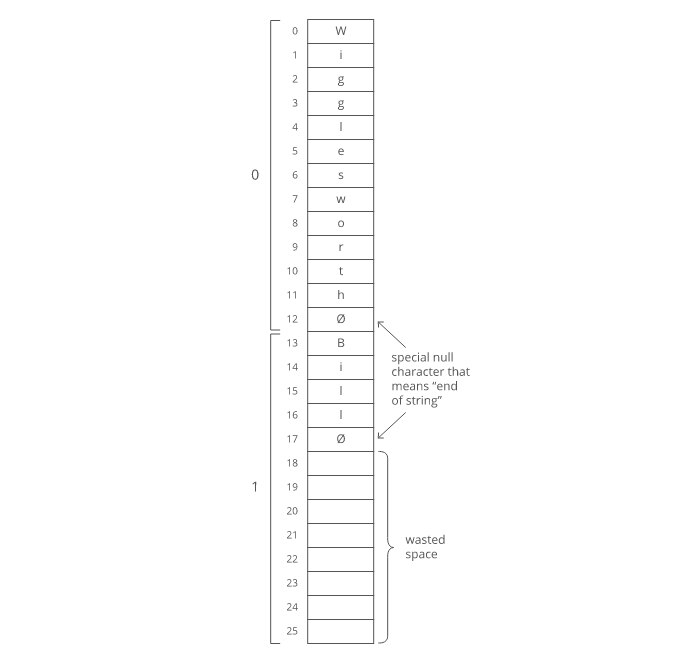 0 W
1 i
2 g
3 g
4 l
5 e
0 6 s
7 w
8 o
9 r
10 t
11 h
12 Ø
13 B
special null
14 i
character that
15 l
means “end
16 l
of string”
17 Ø
18
1 19
20
21
wasted
22
space
23
24
25